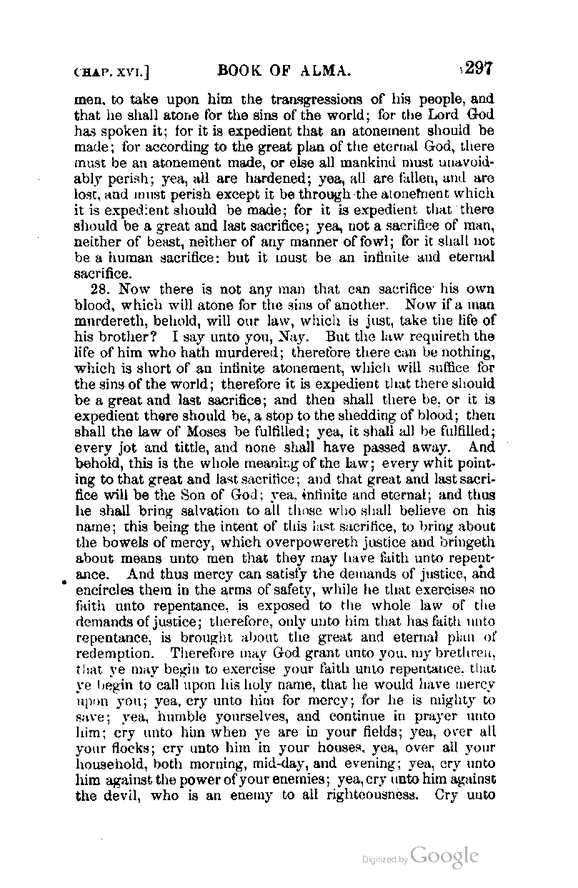 CHAP. XVI.] BOOK OF ALMA. 297
men, to take upon him the transgressions of his people, and
that he shall atone for the sins of the world; for the Lord God
has spoken it; for it is expedient that an atonement should be
made; for according to the great plan of the eternal God, there
must be an atonement made, or else all mankind must unavoid-
ably perish; yea, all are hardened; yea, all are fallen, and are
lost, and must perish except it be through the atonement which
it is expedient should be made; for it is expedient that there
should be a great and last sacrifice; yea, not a sacrifice of man,
neither of beast, neither of any manner of fowl; for it shall not
be a human sacrifice: but it must be an infinite and eternal
sacrifice.
28. Now there is not any man that can sacrifice his own
blood, which will atone for the sins of another. Now if a man
murdereth, behold, will our law, which is just, take the life of
his brother? I say unto you, Nay. But the law requireth the
life of him who hath murdered; therefore there can be nothing,
which is short of an infinite atonement, which will suffice for
the sins of the world; therefore it is expedient that there should
be a great and last sacrifice; and then shall there be, or it is
expedient there should be, a stop to the shedding of blood; then
shall the law of Moses be fulfilled; yea, it shall all be fulfilled;
every jot and tittle, and none shall have passed away. And
behold, this is the whole meaning of the law; every whit point-
ing to that great and last sacrifice; and that great and last sacri-
fice will be the Son of God; yea, infinite and eternal; and thus
he shall bring salvation to all those who shall believe on his
name; this being the intent of this last sacrifice, to bring about
the bowels of mercy, which overpowereth justice and bringeth
about means unto men that they may have faith unto repent-
ance. And thus mercy can satisfy the demands of justice, and
encircles them in the arms of safety, while he that exercises no
faith unto repentance, is exposed to the whole law of the
demands of justice; therefore, only unto him that has faith unto
repentance, is brought about the great and eternal plan of
redemption. Therefore may God grant unto you, my brethren,
that ye may begin to exercise your faith unto repentance, that
ye begin to call upon his holy name, that he would have mercy
upon you; yea, cry unto him for mercy; for he is mighty to
save; yea, humble yourselves, and continue in prayer unto
him; cry unto him when ye are in your fields; yea, over all
your flocks; cry unto him in your houses, yea, over all your
household, both morning, mid-day, and evening; yea, cry unto
him against the power of your enemies; yea, cry unto him against
the devil, who is an enemy to all righteousness. Cry unto
Digitized by Google